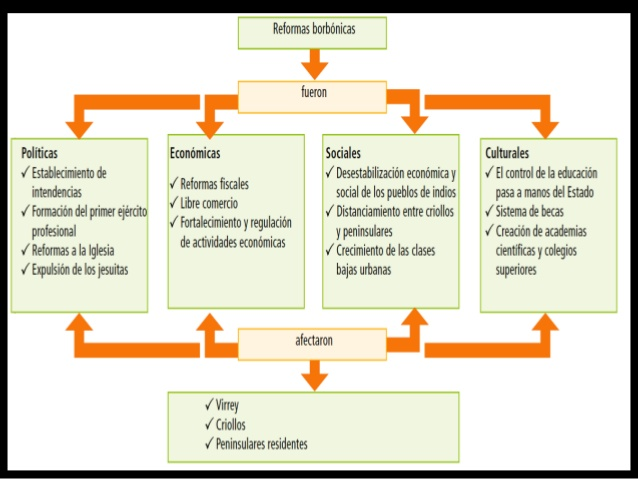 Reformas borbónicas
fueron
Políticas
✓ Establecimiento de
intendencias
✓ Formación del primer ejército
profesional
✓ Reformas a la Iglesia
✓ Expulsión de los jesuitas
Económicas
✓ Reformas fiscales
✓ Libre comercio
✓ Fortalecimiento y regulación
de actividades económicas
Sociales
✓ Desestabilización económica y
social de los pueblos de indios
✓ Distanciamiento entre criollos
y peninsulares
✓ Crecimiento de las clases
bajas urbanas
Culturales
✓ El control de la educación
pasa a manos del Estado
✓ Sistema de becas
✓ Creación de academias
científicas y colegios
superiores
afectaron
✓ Virrey
✓ Criollos
✓ Peninsulares residentes